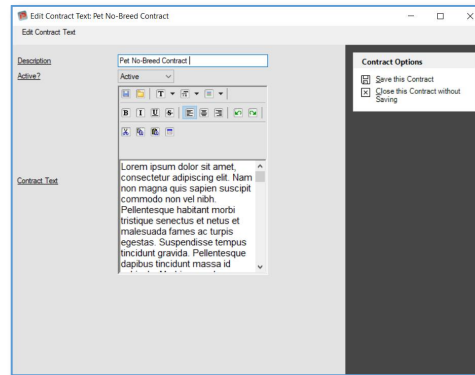 Edit Contract Text: Pet No-Breed Contract
Edit Contract Text
Description
Pet No-Breed Contract
Active?
Active
T T
B I U S
Contract Text
Lorem ipsum dolor sit amet,
consectetur adipiscing elit. Nam
non magna quis sapien suscipit
commodo non vel nibh.
Pellentesque habitant morbi
tristique senectus et netus et
malesuada fames ac turpis
egestas. Suspendisse tempus
tincidunt gravida. Pellentesque
dapibus tincidunt massa id
Contract Options
Save this Contract
Close this Contract without
Saving